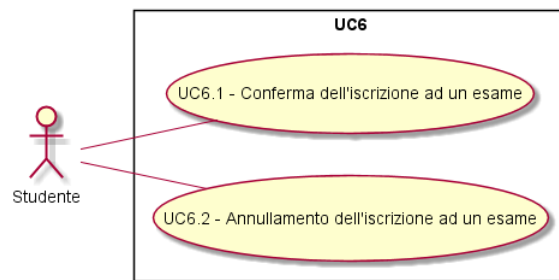 UC6
UC6.1 - Conferma dell'iscrizione ad un esame
Studente
UC6.2 - Annullamento dell'iscrizione ad un esame